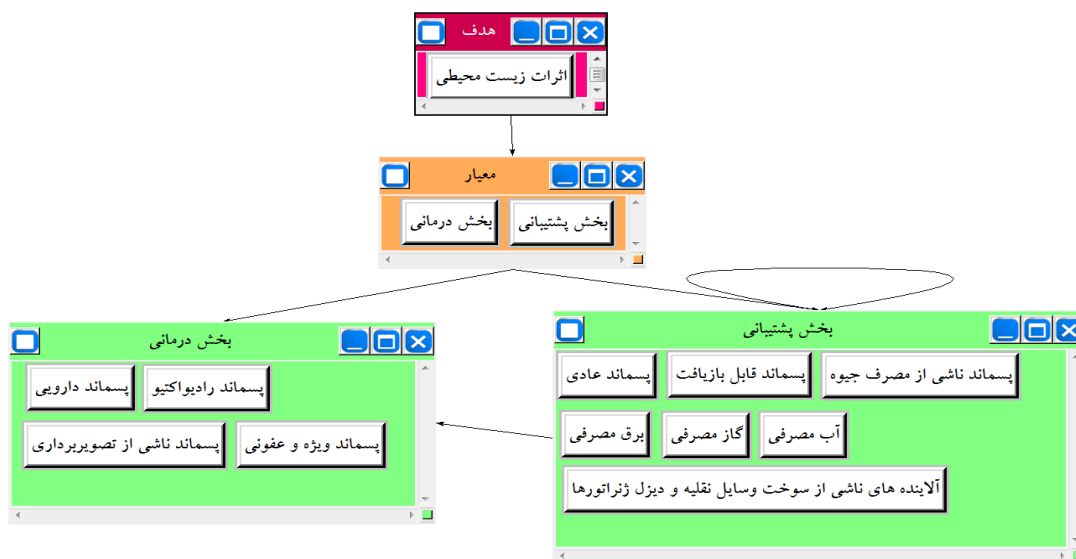 هدف
اثرات زیست محیطی
معیار
بخش پشتیبانی
بخش درمانی
بخش پشتیبانی
پسماند ناشی از مصرف جیوه
پسماند قابل بازیافت
پسماند عادی
آب مصرفی
گاز مصرفی
برق مصرفی
آلاینده های ناشی از سوخت وسایل نقلیه و دیزل ژنراتورها
بخش درمانی
پسماند رادیواکتیو
پسماند دارویی
پسماند ویژه و عفونی
پسماند ناشی از تصویربرداری